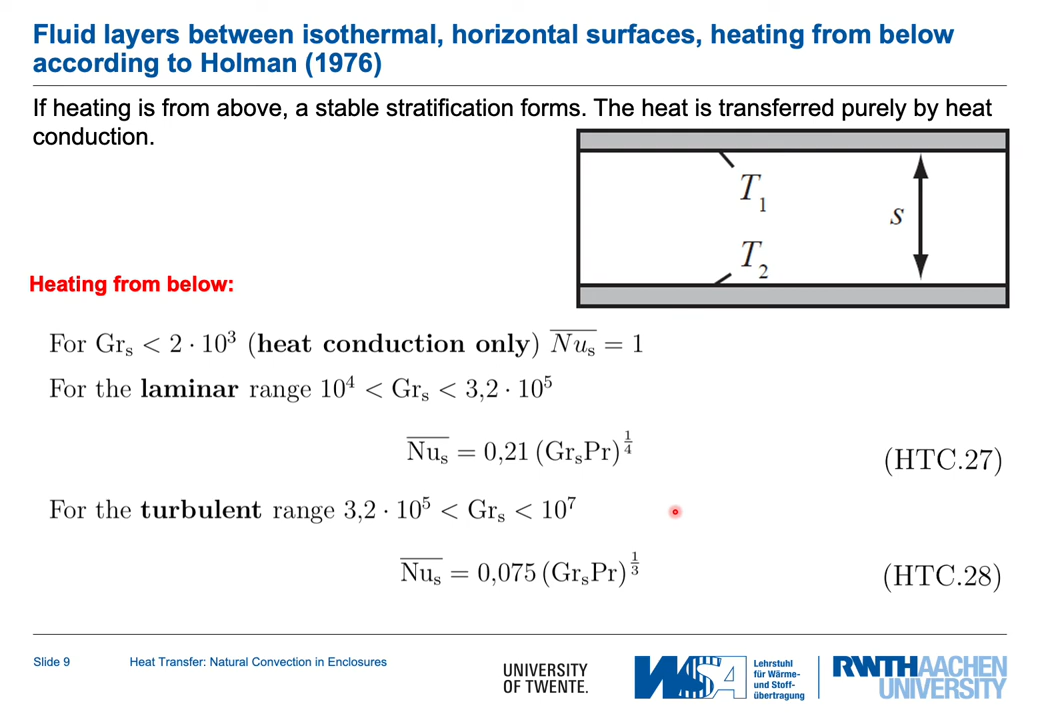 Fluid layers between isothermal, horizontal surfaces, heating from below
according to Holman (1976)
If heating is from above, a stable stratification forms. The heat is transferred purely by heat
conduction.
T₁
s
T₂
Heating from below:
For Grₛ < 2 · 10³ (heat conduction only) N̅u̅ₛ = 1
For the laminar range 10⁴ < Grₛ < 3,2 · 10⁵
N̅u̅ₛ = 0,21 (GrₛPr)^(1/4) (HTC.27)
For the turbulent range 3,2 · 10⁵ < Grₛ < 10⁷
N̅u̅ₛ = 0,075 (GrₛPr)^(1/3) (HTC.28)
Slide 9 Heat Transfer: Natural Convection in Enclosures
UNIVERSITY
OF TWENTE.
WSA
Lehrstuhl
für Wärme-
und Stoff-
übertragung
RWTH AACHEN
UNIVERSITY